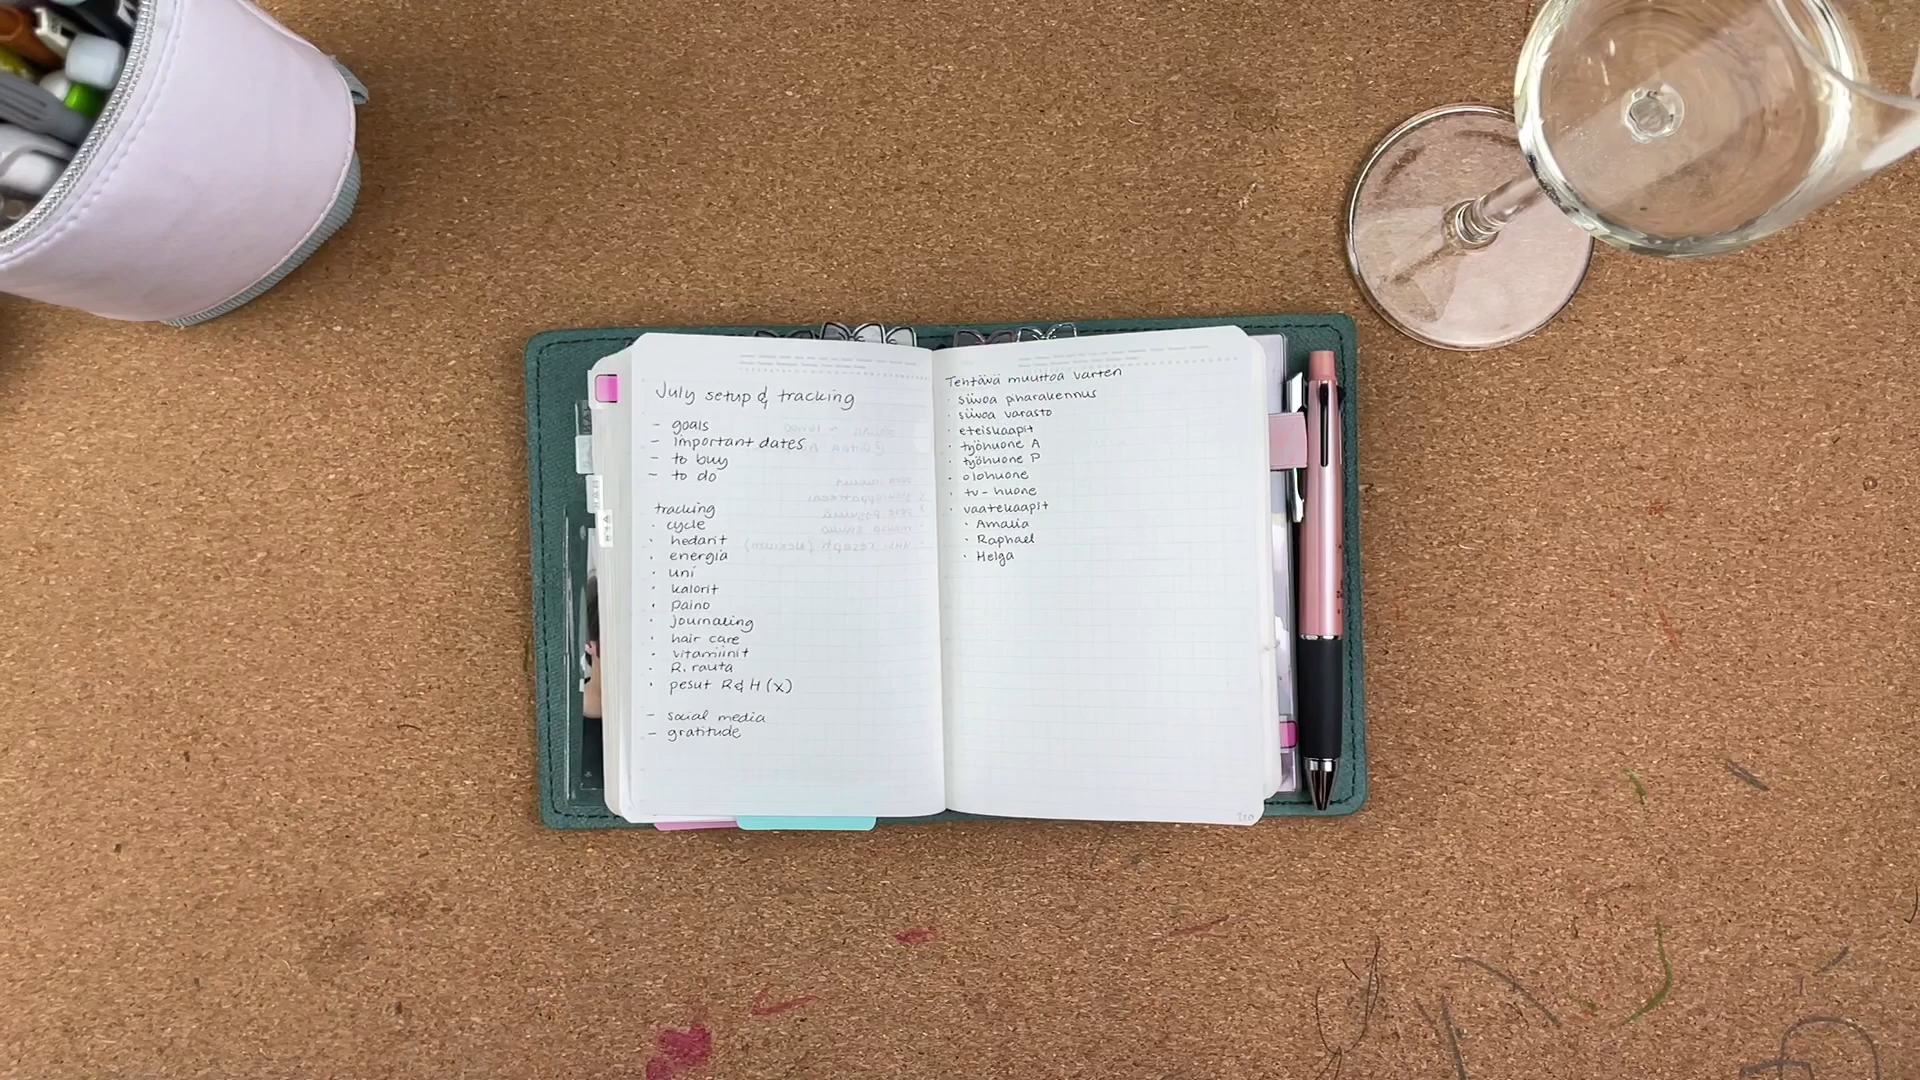 July setup & tracking
- goals
- important dates
- to buy
- to do
tracking
· cycle
· hedarit
· energia
· uni
· kalorit
· paino
· journaling
· hair care
· vitamiinit
· R. rauta
· pesut R & H (x)
- social media
- gratitude
Tehtävä muuttoa varten
· siivoa piharakennus
· siivoa varasto
· eteiskaapit
· työhuone A
· työhuone P
· olohuone
· tv-huone
· vaatekaapit
· Amalia
· Raphael
· Helga